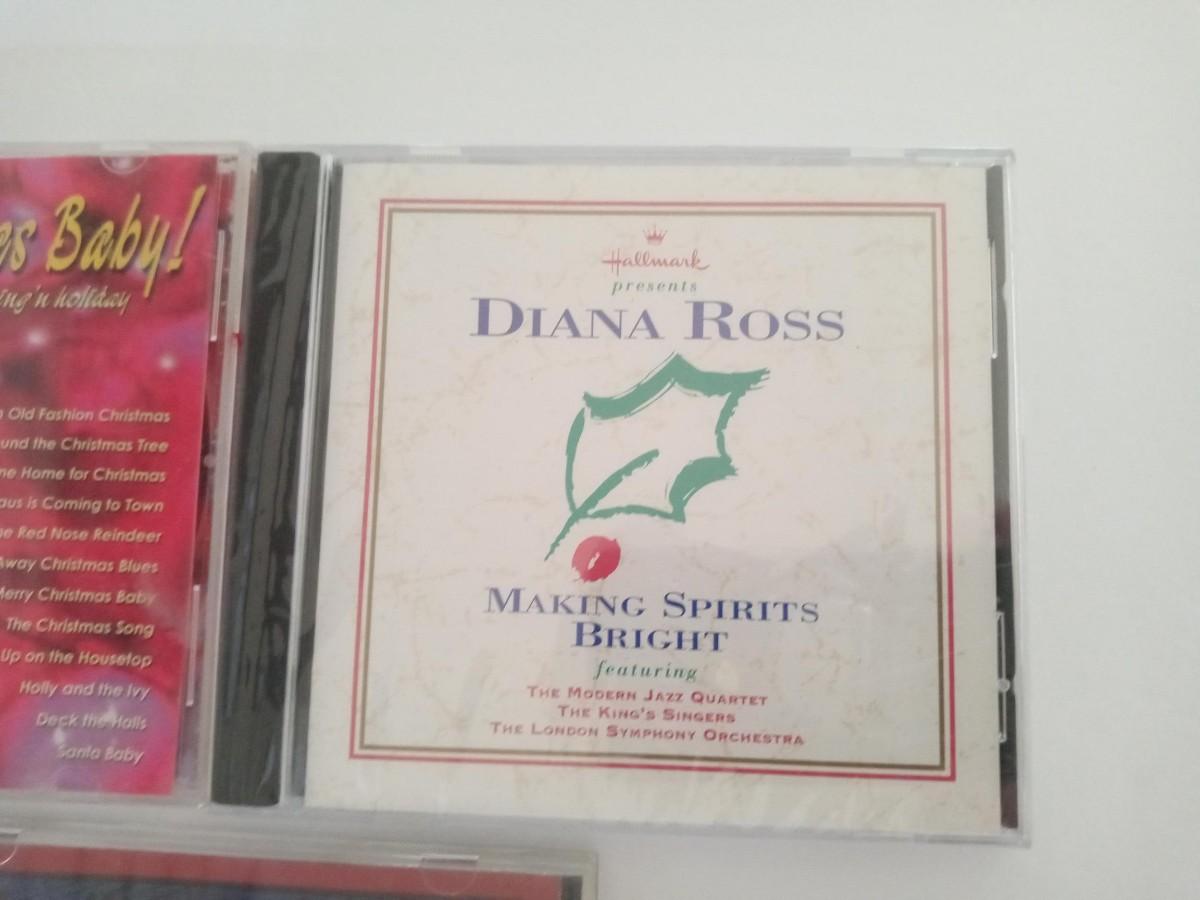 Baby!
holiday
Old Fashion Christmas
the Christmas Tree
Home for Christmas
is Coming to Town
Red Nose Reindeer
Away Christmas Blues
Merry Christmas Baby
The Christmas Song
Up on the Housetop
Holly and the Ivy
Deck the Halls
Santa Baby
Hallmark
presents
DIANA ROSS
MAKING SPIRITS
BRIGHT
featuring
THE MODERN JAZZ QUARTET
THE KING'S SINGERS
THE LONDON SYMPHONY ORCHESTRA